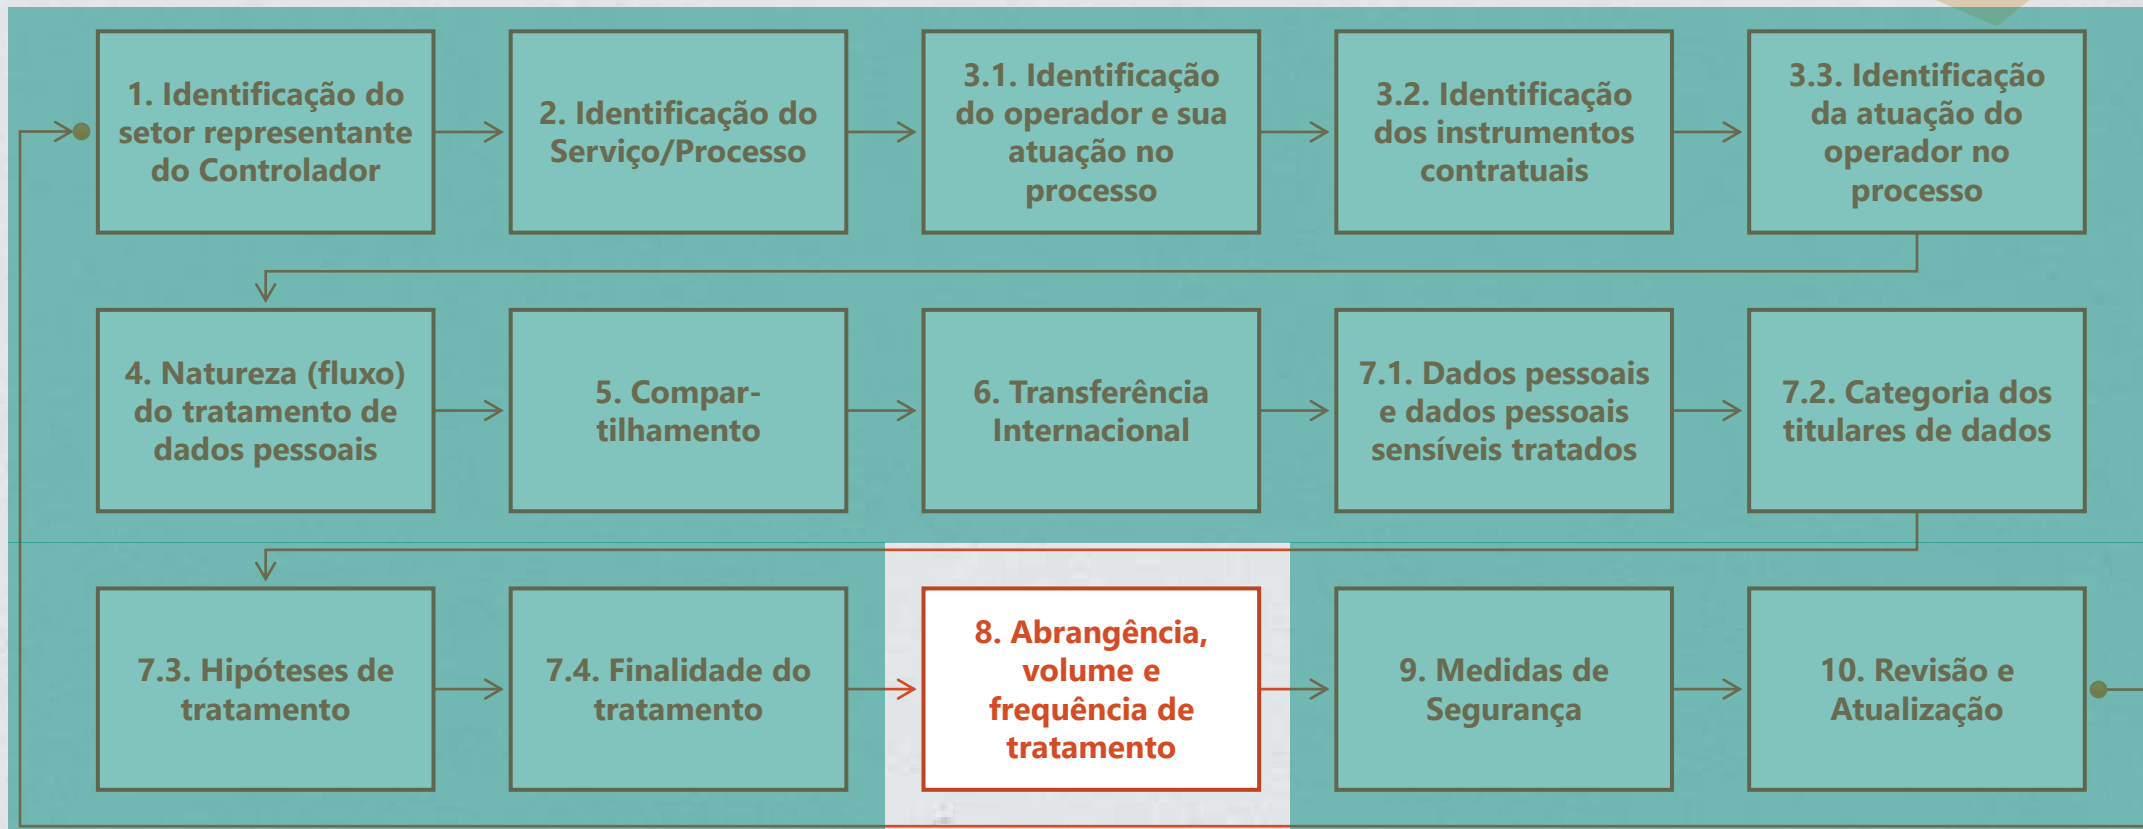 1. Identificação do
setor representante
do Controlador
2. Identificação do
Serviço/Processo
3.1. Identificação
do operador e sua
atuação no
processo
3.2. Identificação
dos instrumentos
contratuais
3.3. Identificação
da atuação do
operador no
processo
4. Natureza (fluxo)
do tratamento de
dados pessoais
5. Compar-
tilhamento
6. Transferência
Internacional
7.1. Dados pessoais
e dados pessoais
sensíveis tratados
7.2. Categoria dos
titulares de dados
7.3. Hipóteses de
tratamento
7.4. Finalidade do
tratamento
8. Abrangência,
volume e
frequência de
tratamento
9. Medidas de
Segurança
10. Revisão e
Atualização